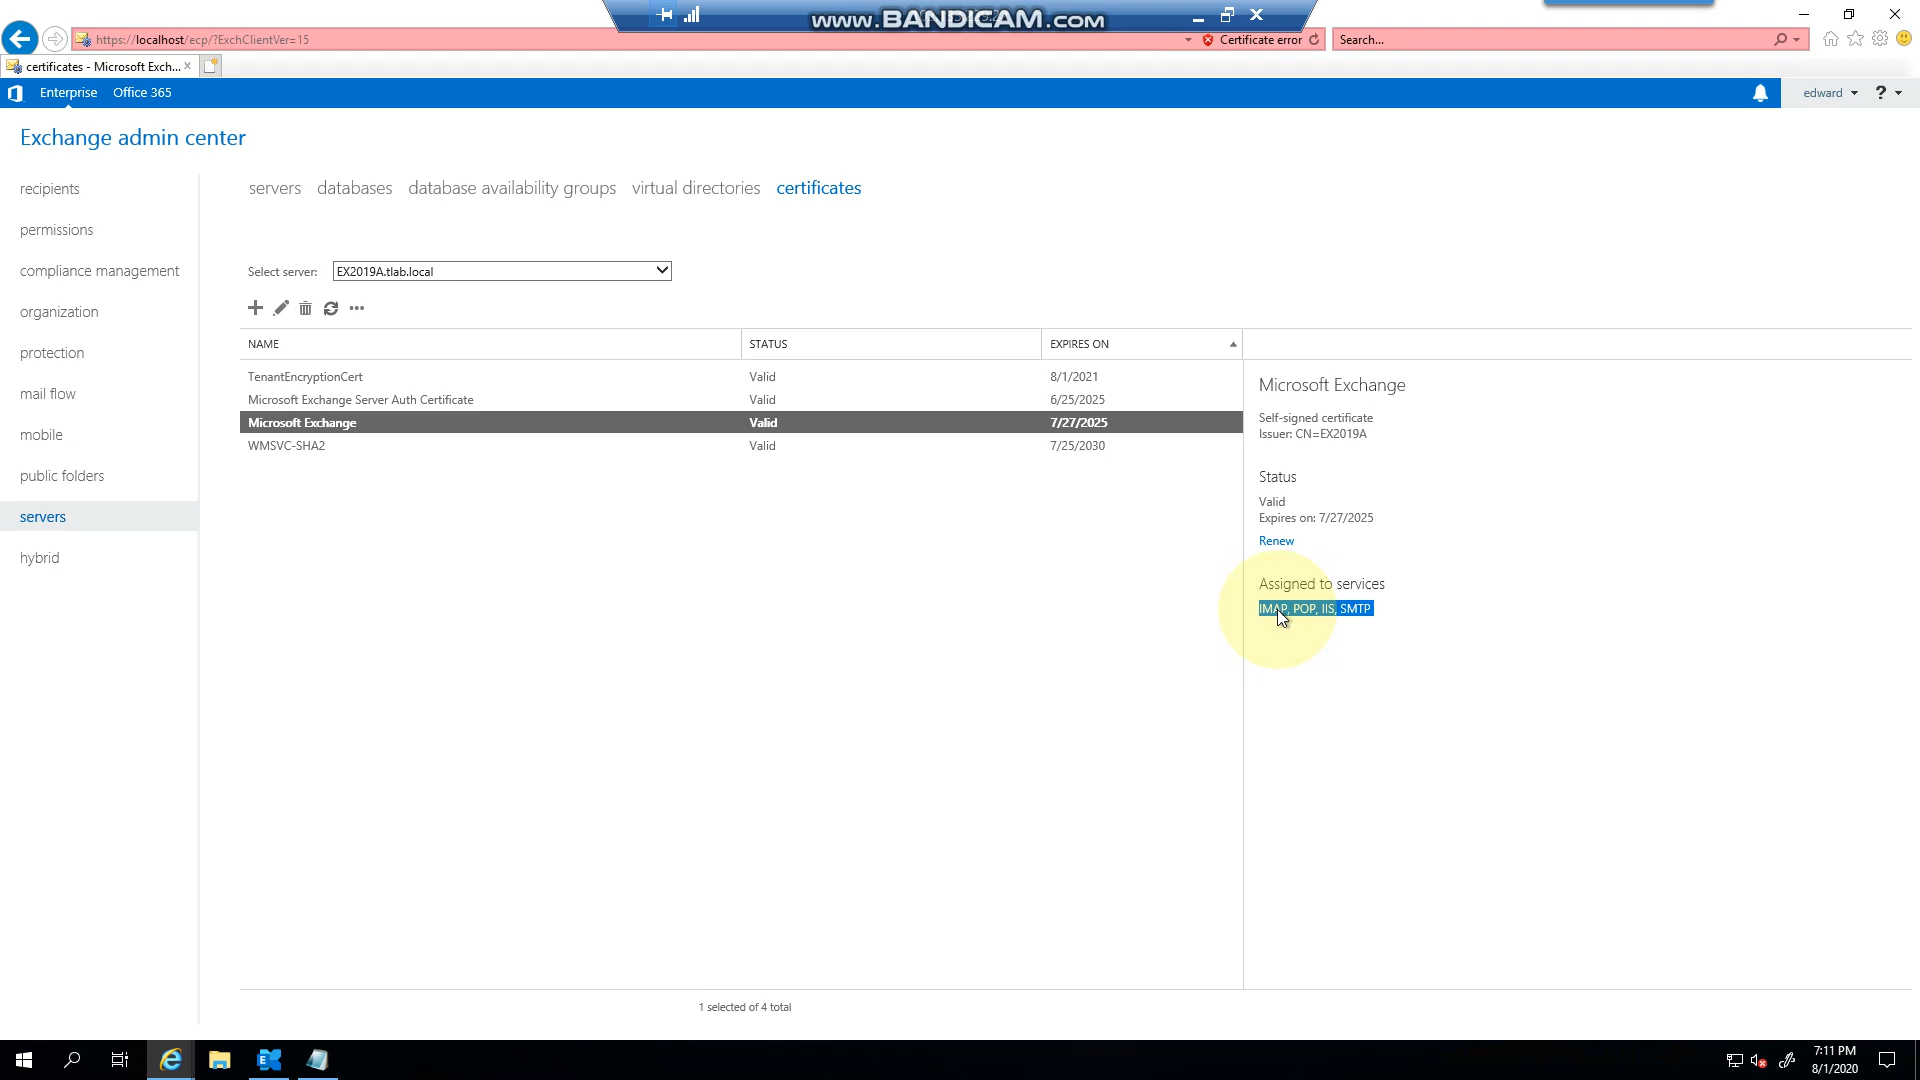 www.BANDICAM.com
https://localhost/ecp/?ExchClientVer=15
Certificate error
Search...
certificates - Microsoft Exch...
Enterprise
Office 365
edward
?
Exchange admin center
recipients
permissions
compliance management
organization
protection
mail flow
mobile
public folders
servers
hybrid
servers databases database availability groups virtual directories certificates
Select server: EX2019A.tlab.local
NAME STATUS EXPIRES ON
TenantEncryptionCert Valid 8/1/2021
Microsoft Exchange Server Auth Certificate Valid 6/25/2025
Microsoft Exchange Valid 7/27/2025
WMSVC-SHA2 Valid 7/25/2030
Microsoft Exchange
Self-signed certificate
Issuer: CN=EX2019A
Status
Valid
Expires on: 7/27/2025
Renew
Assigned to services
IMAP, POP, IIS, SMTP
1 selected of 4 total
7:11 PM
8/1/2020